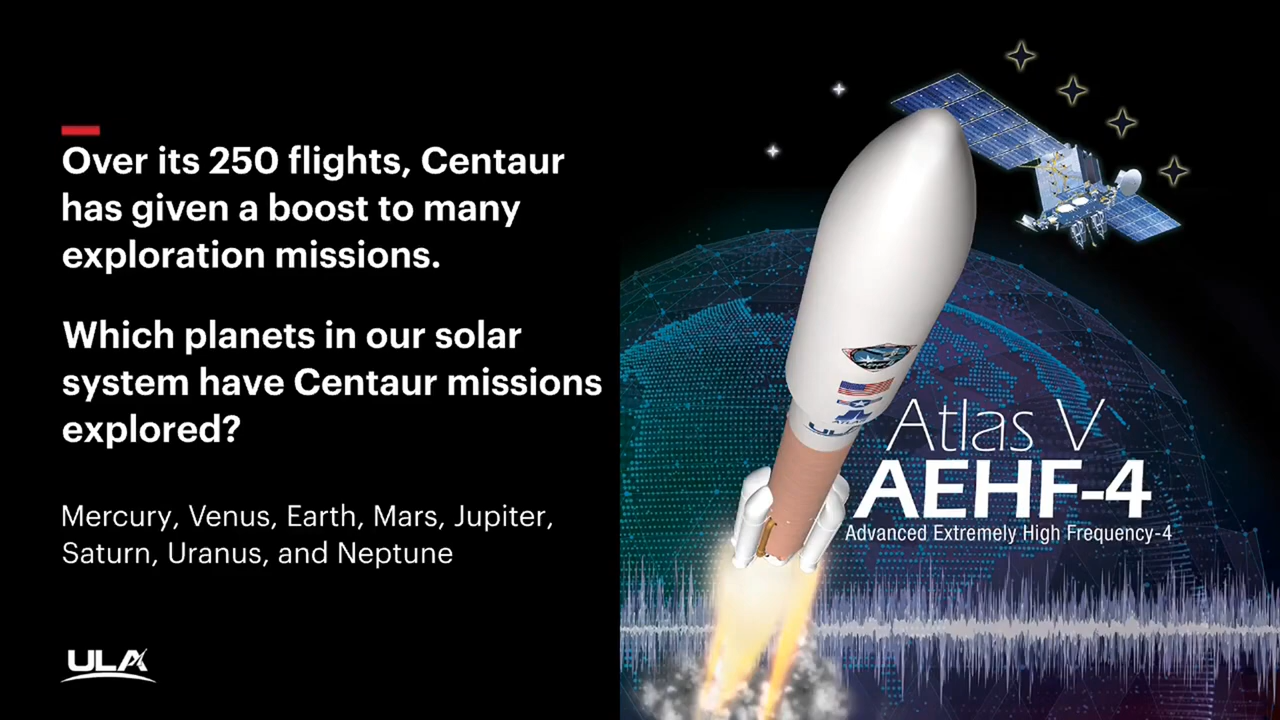 Over its 250 flights, Centaur
has given a boost to many
exploration missions.
Which planets in our solar
system have Centaur missions
explored?
Mercury, Venus, Earth, Mars, Jupiter,
Saturn, Uranus, and Neptune
ULA
ULA
Atlas V
AEHF-4
Advanced Extremely High Frequency-4